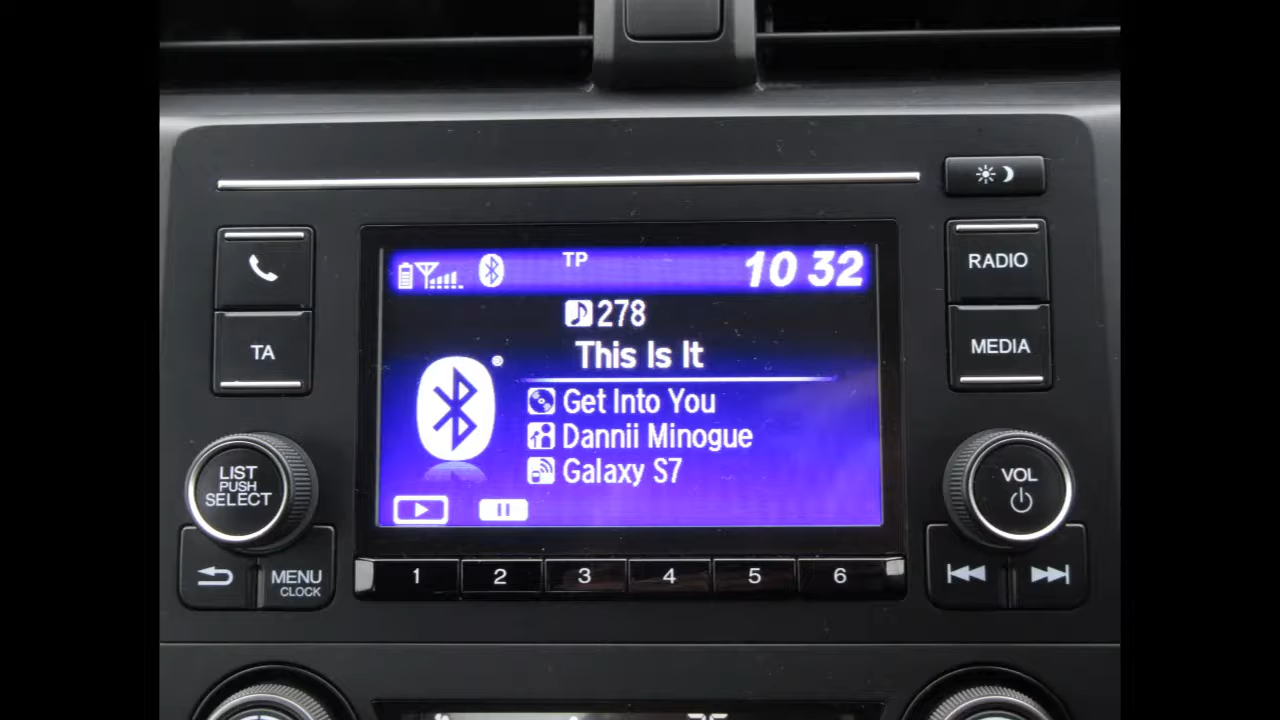 TP
10 32
278
This Is It
Get Into You
Dannii Minogue
Galaxy S7
TA
RADIO
MEDIA
LIST
PUSH
SELECT
VOL
MENU
CLOCK
1 2 3 4 5 6